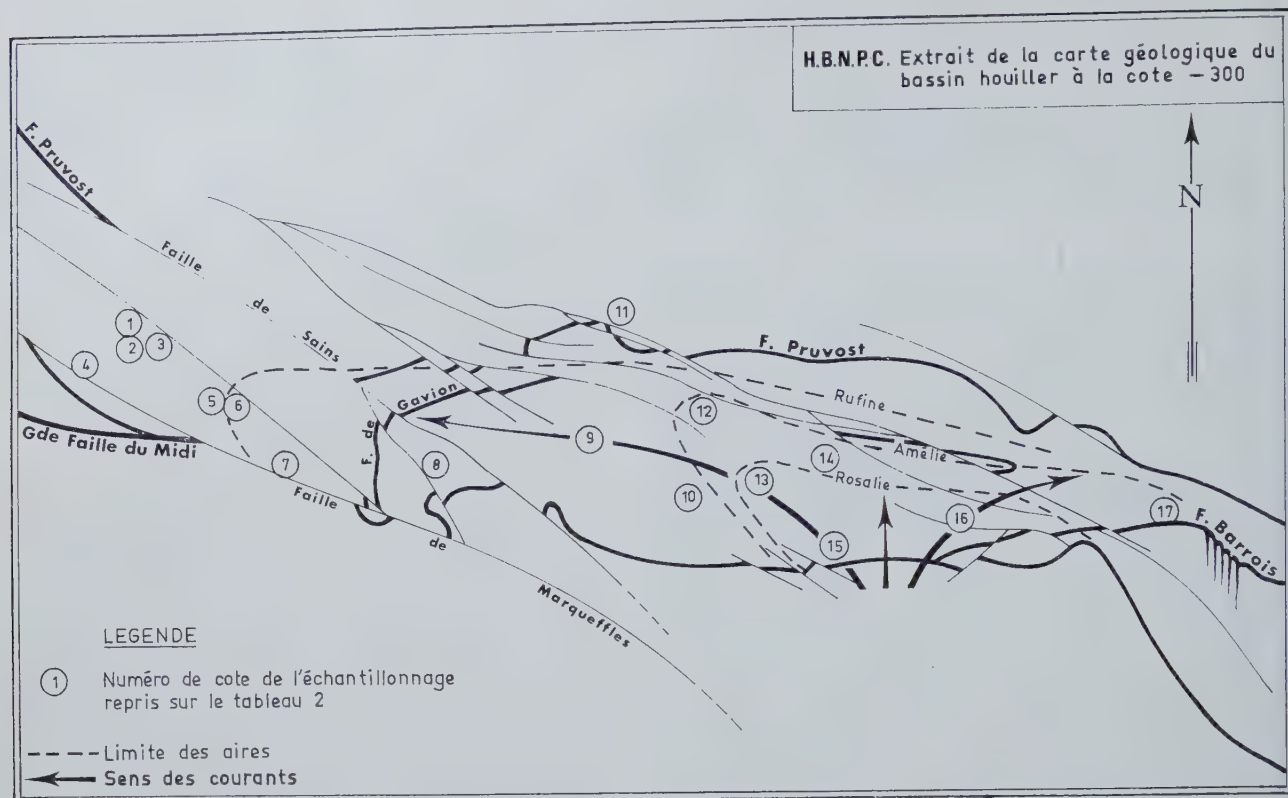 H.B.N.P.C. Extrait de la carte géologique du
bassin houiller à la cote – 300
N
F. Pruvost
Faille
de
Sains
1
2
3
4
5
6
Gde Faille du Midi
7
Faille
de
Marqueffles
F. de Gavion
8
9
10
11
12
13
14
15
16
17
F. Pruvost
Rufine
Amélie
Rosalie
F. Barrois
LEGENDE
1 Numéro de cote de l'échantillonnage
repris sur le tableau 2
Limite des aires
Sens des courants